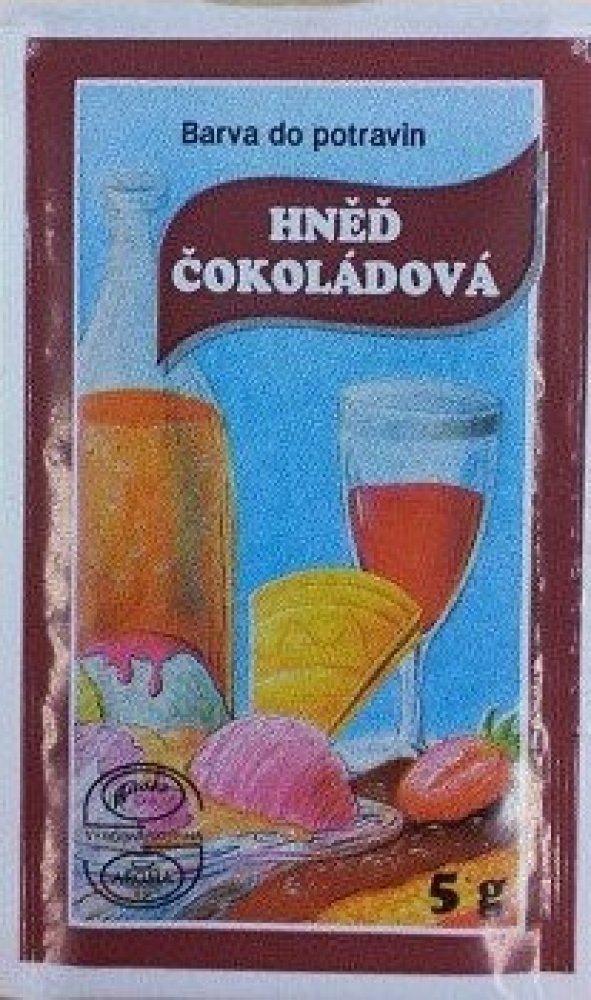 Barva do potravin
HNĚĎ
ČOKOLÁDOVÁ
5 g